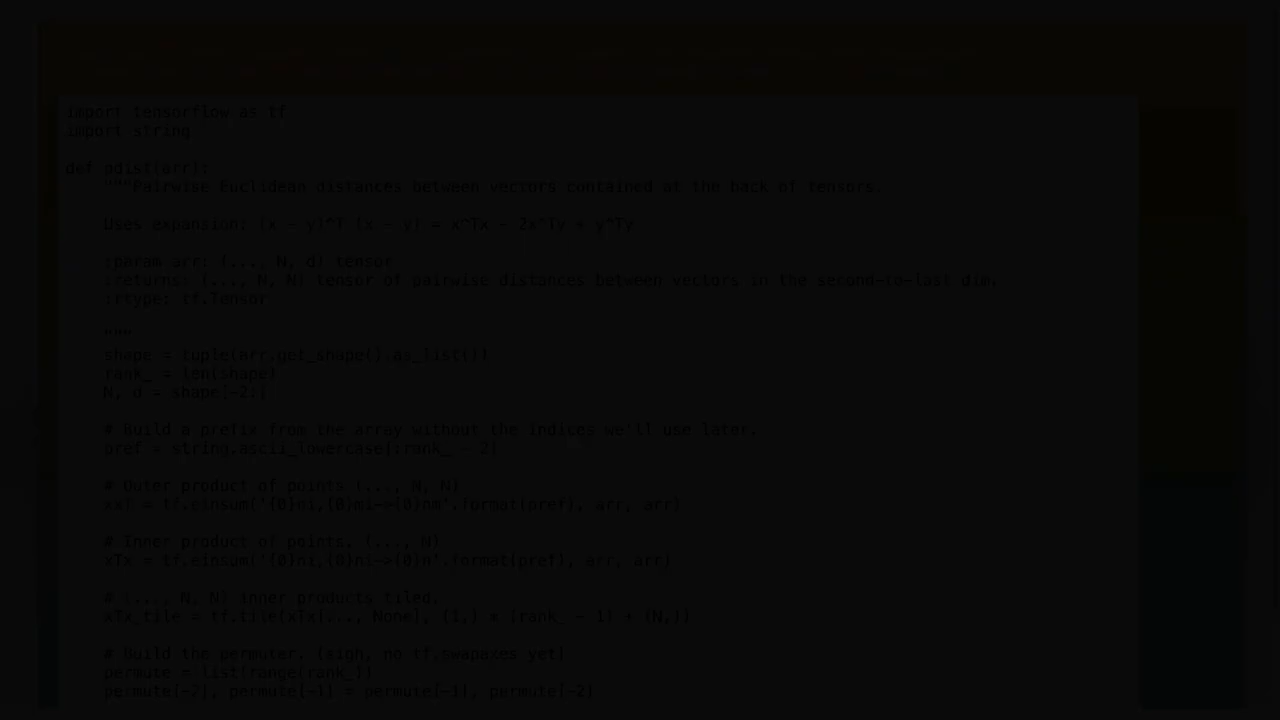 import tensorflow as tf
import string
def pdist(arr):
"""Pairwise Euclidean distances between vectors contained at the back of tensors.
Uses expansion: (x - y)^T (x - y) = x^Tx - 2x^Ty + y^Ty
:param arr: (..., N, d) tensor
:returns: (..., N, N) tensor of pairwise distances between vectors in the second-to-last dim.
:rtype: tf.Tensor
"""
shape = tuple(arr.get_shape().as_list())
rank_ = len(shape)
N, d = shape[-2:]
# Build a prefix from the array without the indices we'll use later.
pref = string.ascii_lowercase[:rank_ - 2]
# Outer product of points (..., N, N)
xxT = tf.einsum('{0}ni,{0}mi->{0}nm'.format(pref), arr, arr)
# Inner product of points. (..., N)
xTx = tf.einsum('{0}ni,{0}ni->{0}n'.format(pref), arr, arr)
# (..., N, N) inner products tiled.
xTx_tile = tf.tile(xTx[..., None], (1,) * (rank_ - 1) + (N,))
# Build the permuter. (sigh, no tf.swapaxes yet)
permute = list(range(rank_))
permute[-2], permute[-1] = permute[-1], permute[-2]